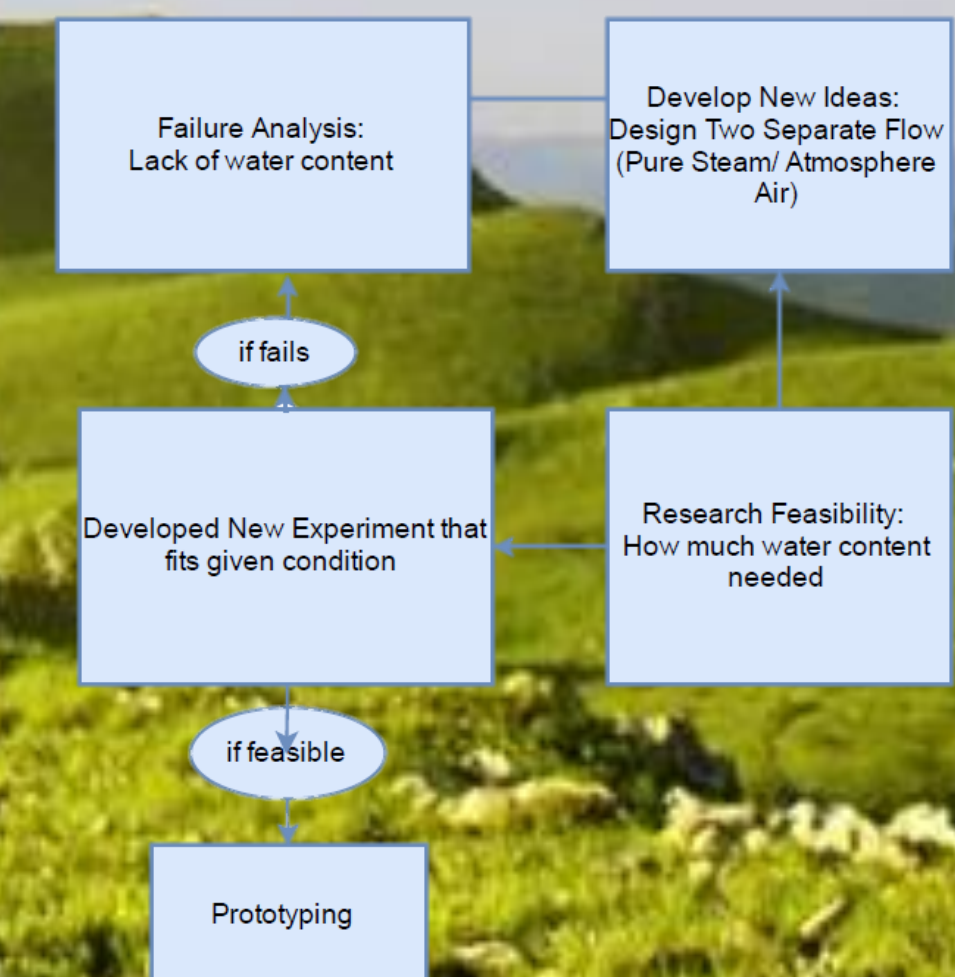 Failure Analysis:
Lack of water content
Develop New Ideas:
Design Two Separate Flow
(Pure Steam/ Atmosphere
Air)
if fails
Developed New Experiment that
fits given condition
Research Feasibility:
How much water content
needed
if feasible
Prototyping